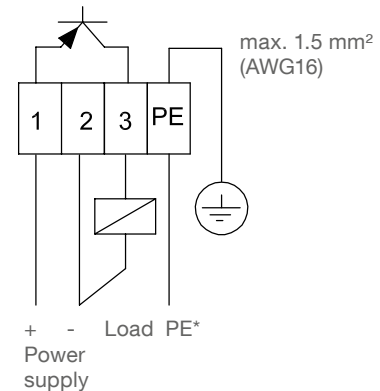 max. 1.5 mm²
(AWG16)
1 2 3 PE
+ - Load PE*
Power
supply